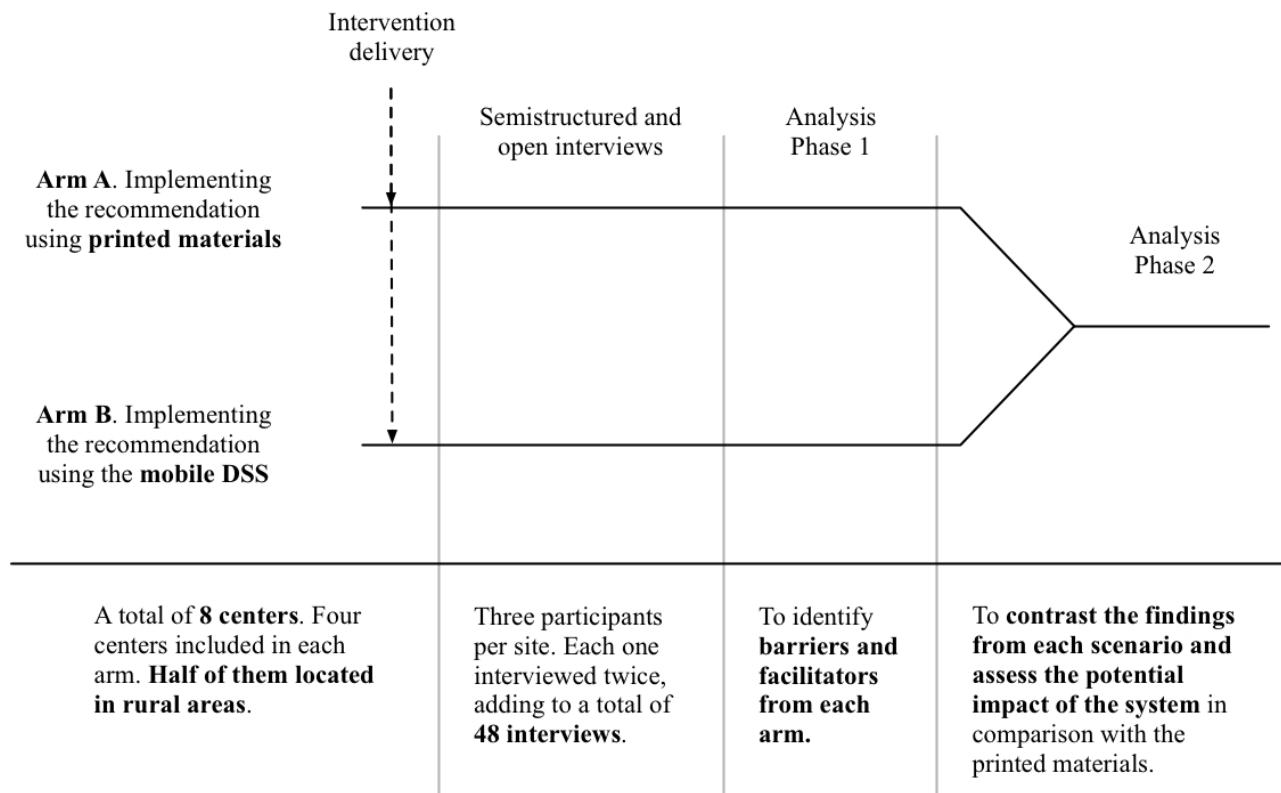 Intervention
delivery
Semistructured and
open interviews
Analysis
Phase 1
Arm A. Implementing
the recommendation
using printed materials
Analysis
Phase 2
Arm B. Implementing
the recommendation
using the mobile DSS
A total of 8 centers. Four
centers included in each
arm. Half of them located
in rural areas.
Three participants
per site. Each one
interviewed twice,
adding to a total of
48 interviews.
To identify
barriers and
facilitators
from each
arm.
To contrast the findings
from each scenario and
assess the potential
impact of the system in
comparison with the
printed materials.